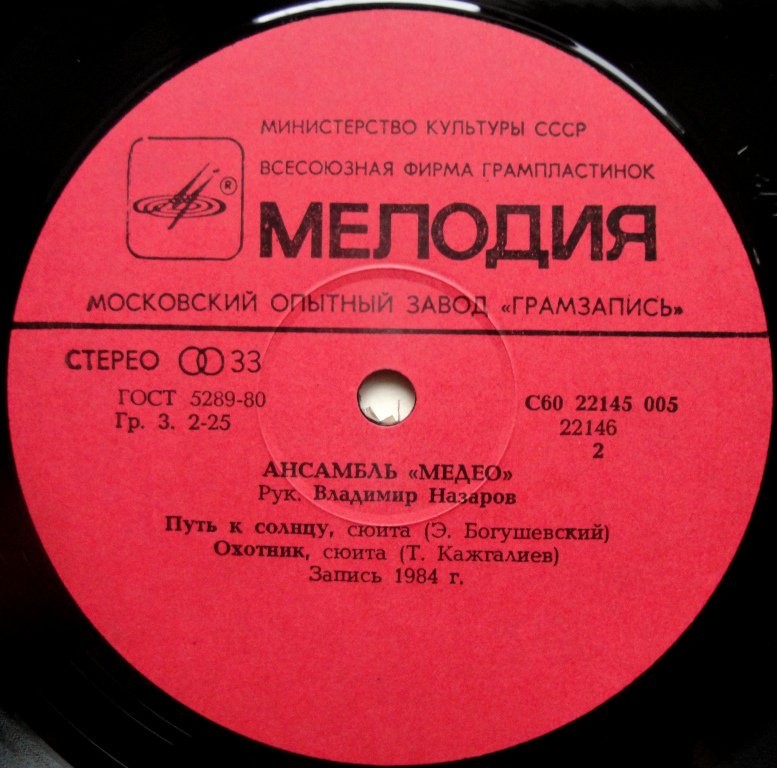 МИНИСТЕРСТВО КУЛЬТУРЫ СССР
ВСЕСОЮЗНАЯ ФИРМА ГРАМПЛАСТИНОК
®
МЕЛОДИЯ
МОСКОВСКИЙ ОПЫТНЫЙ ЗАВОД «ГРАМЗАПИСЬ»
СТЕРЕО 33
ГОСТ 5289-80
Гр. 3. 2-25
С60 22145 005
22146
2
АНСАМБЛЬ «МЕДЕО»
Рук. Владимир Назаров
Путь к солнцу, сюита (Э. Богушевский)
Охотник, сюита (Т. Кажгалиев)
Запись 1984 г.